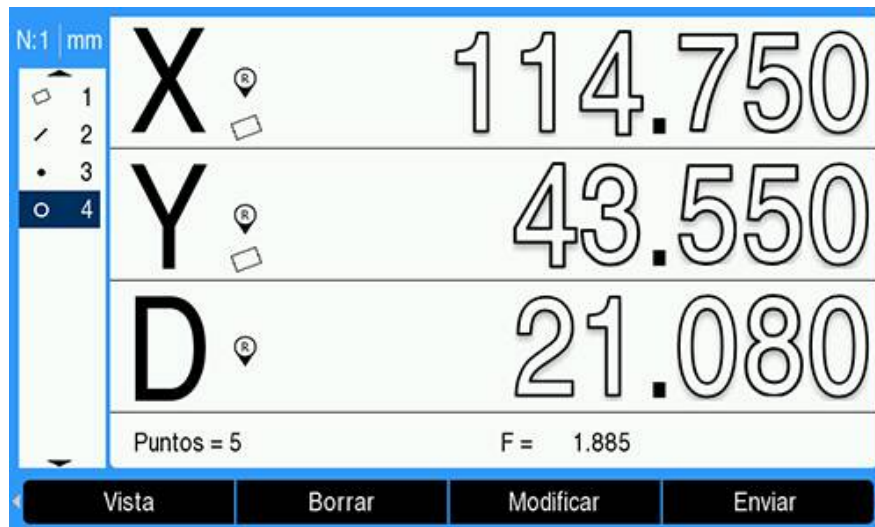 N:1 mm
1
2
3
4
X R 114.750
Y R 43.550
D R 21.080
Puntos = 5 F = 1.885
Vista Borrar Modificar Enviar